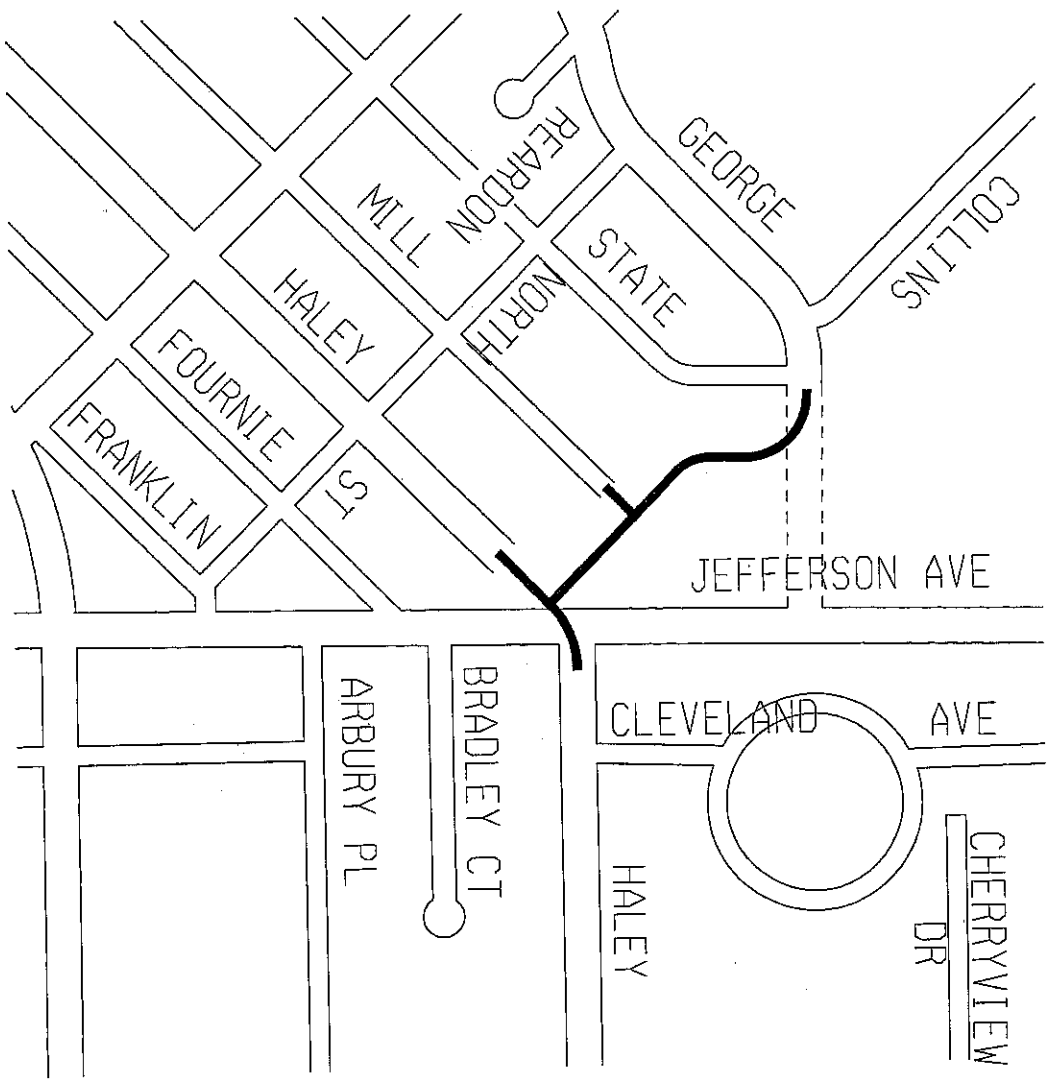 GEORGE
COLLINS
REARDON
MILL
STATE
NORTH
HALEY
FOURNIE
FRANKLIN
ST
JEFFERSON AVE
CLEVELAND AVE
ARBURY PL
BRADLEY CT
HALEY
CHERRYVIEW
DR